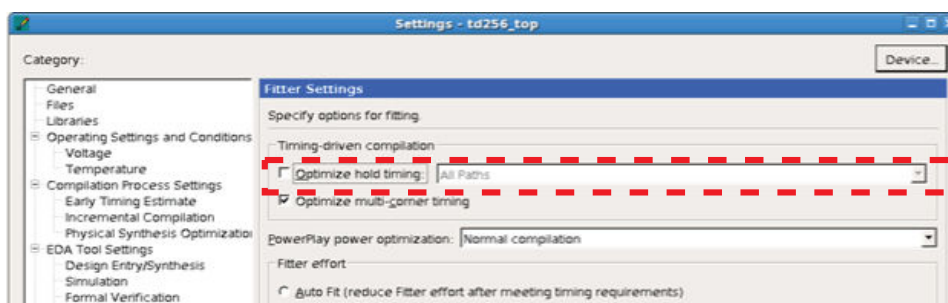 Settings - td256_top
Category:
Device...
General
Files
Libraries
Operating Settings and Conditions
Voltage
Temperature
Compilation Process Settings
Early Timing Estimate
Incremental Compilation
Physical Synthesis Optimization
EDA Tool Settings
Design Entry/Synthesis
Simulation
Formal Verification
Fitter Settings
Specify options for fitting.
Timing-driven compilation
Optimize hold timing: All Paths
Optimize multi-corner timing
PowerPlay power optimization: Normal compilation
Fitter effort
Auto Fit (reduce Fitter effort after meeting timing requirements)